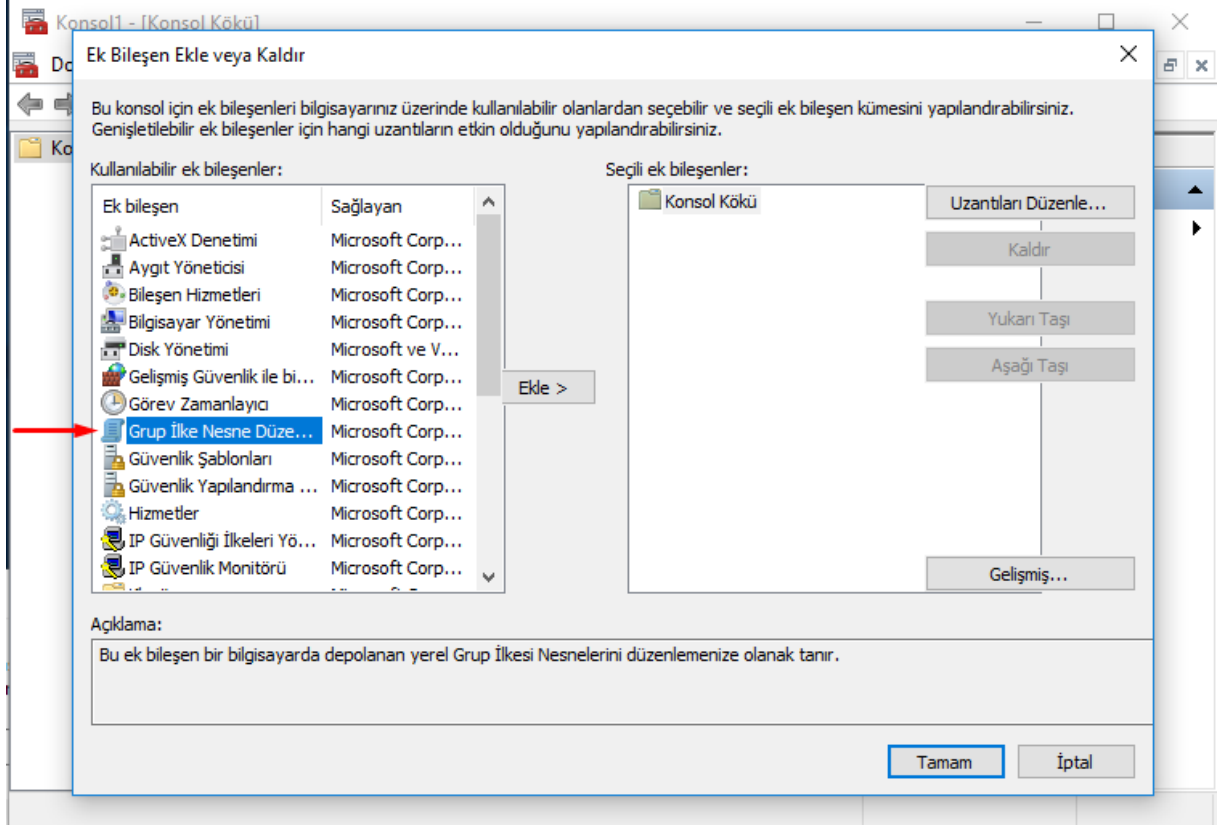 Konsol1 - [Konsol Kökü]
Ek Bileşen Ekle veya Kaldır
Do
Bu konsol için ek bileşenleri bilgisayarınız üzerinde kullanılabilir olanlardan seçebilir ve seçili ek bileşen kümesini yapılandırabilirsiniz.
Genişletilebilir ek bileşenler için hangi uzantıların etkin olduğunu yapılandırabilirsiniz.
Ko
Kullanılabilir ek bileşenler:
Seçili ek bileşenler:
Ek bileşen Sağlayan
ActiveX Denetimi Microsoft Corp...
Aygıt Yöneticisi Microsoft Corp...
Bileşen Hizmetleri Microsoft Corp...
Bilgisayar Yönetimi Microsoft Corp...
Disk Yönetimi Microsoft ve V...
Gelişmiş Güvenlik ile bi... Microsoft Corp...
Görev Zamanlayıcı Microsoft Corp...
Grup İlke Nesne Düze... Microsoft Corp...
Güvenlik Şablonları Microsoft Corp...
Güvenlik Yapılandırma ... Microsoft Corp...
Hizmetler Microsoft Corp...
IP Güvenliği İlkeleri Yö... Microsoft Corp...
IP Güvenlik Monitörü Microsoft Corp...
Ekle >
Konsol Kökü
Uzantıları Düzenle...
Kaldır
Yukarı Taşı
Aşağı Taşı
Gelişmiş...
Açıklama:
Bu ek bileşen bir bilgisayarda depolanan yerel Grup İlkesi Nesnelerini düzenlemenize olanak tanır.
Tamam
İptal